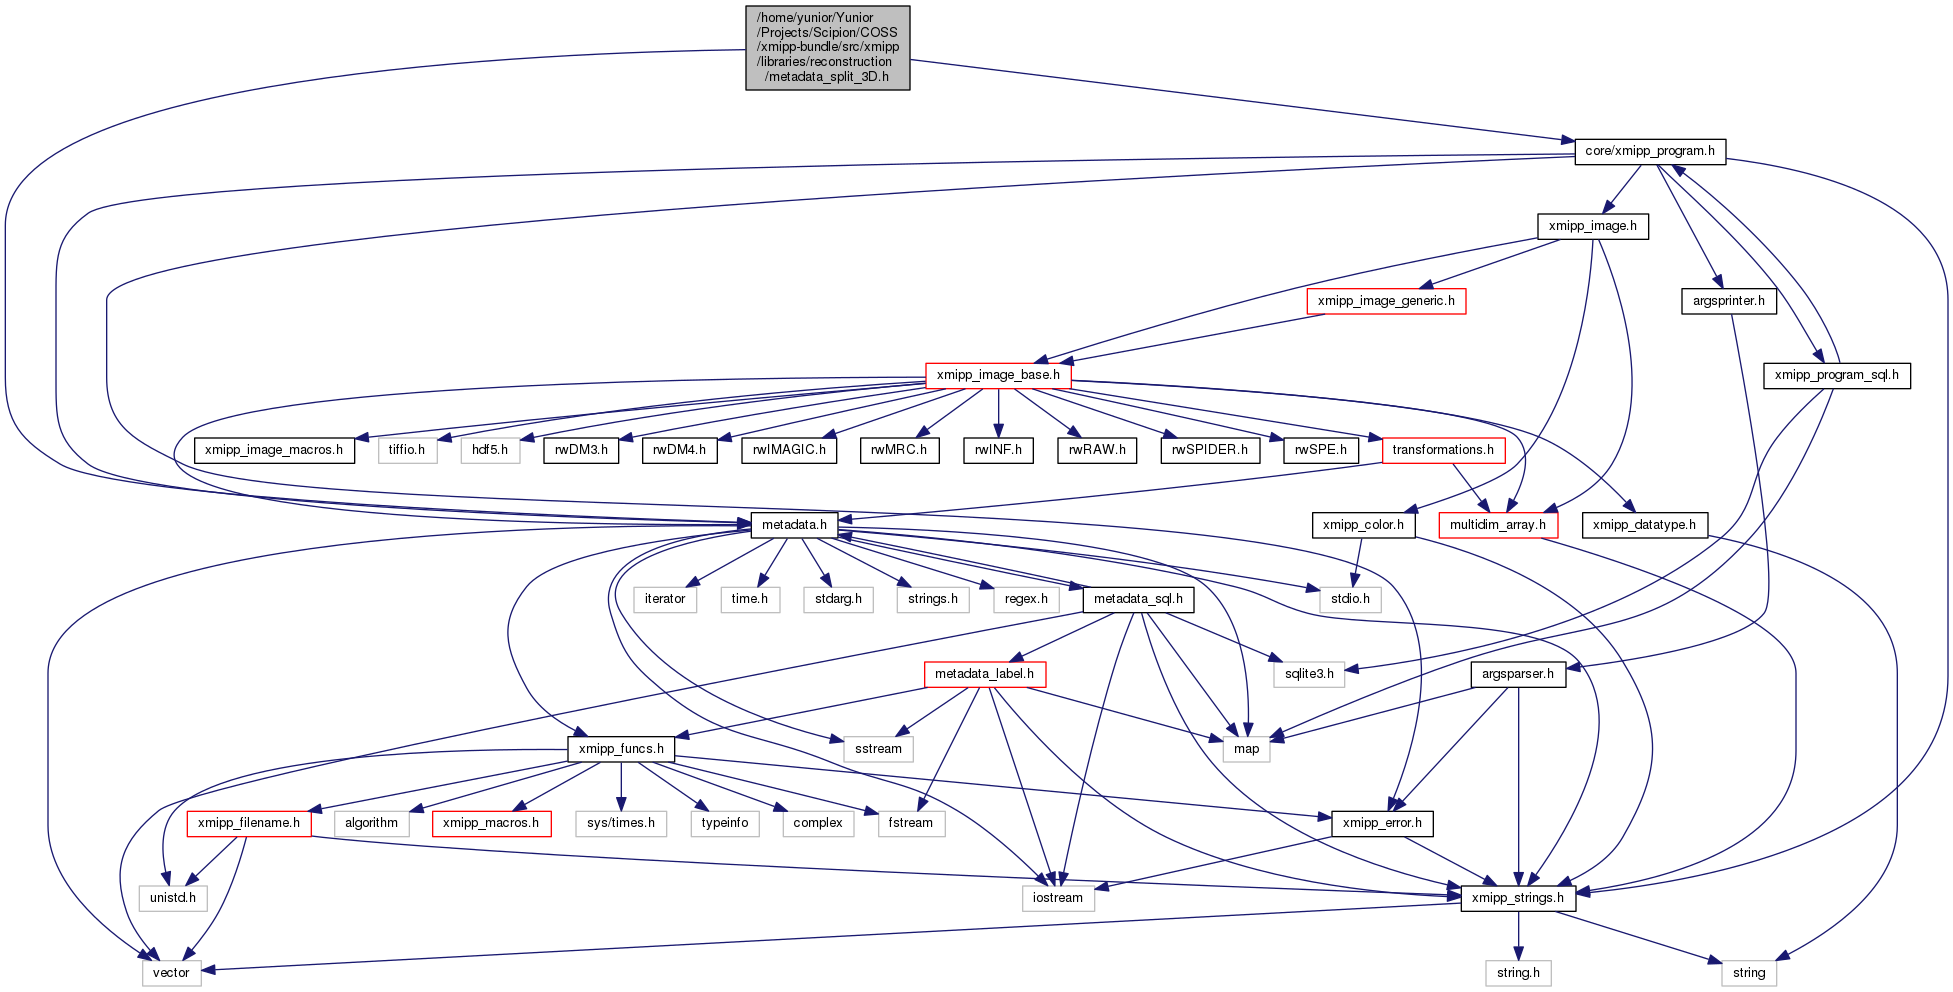 /home/yunior/Yunior
/Projects/Scipion/COSS
/xmipp-bundle/src/xmipp
/libraries/reconstruction
/metadata_split_3D.h
core/xmipp_program.h
xmipp_image.h
xmipp_image_generic.h
argsprinter.h
xmipp_image_base.h
xmipp_program_sql.h
xmipp_image_macros.h
tiffio.h
hdf5.h
rwDM3.h
rwDM4.h
rwIMAGIC.h
rwMRC.h
rwINF.h
rwRAW.h
rwSPIDER.h
rwSPE.h
transformations.h
metadata.h
xmipp_color.h
multidim_array.h
xmipp_datatype.h
iterator
time.h
stdarg.h
strings.h
regex.h
metadata_sql.h
stdio.h
metadata_label.h
sqlite3.h
argsparser.h
xmipp_funcs.h
sstream
map
xmipp_filename.h
algorithm
xmipp_macros.h
sys/times.h
typeinfo
complex
fstream
xmipp_error.h
unistd.h
iostream
xmipp_strings.h
vector
string.h
string